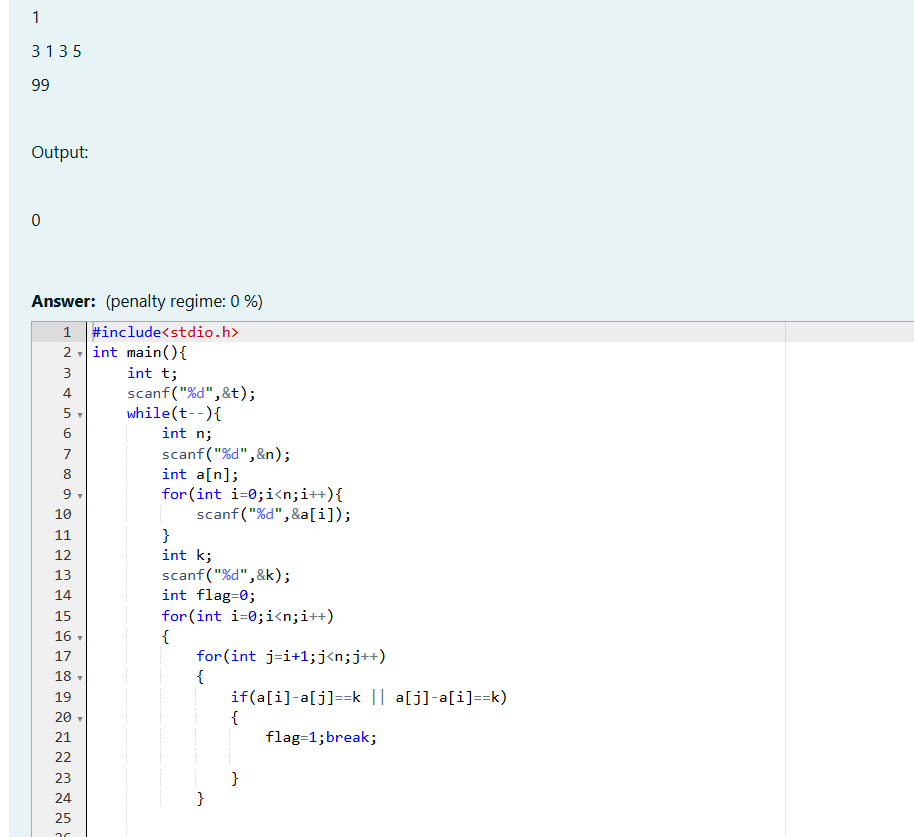 1
3 1 3 5
99
Output:
0
Answer: (penalty regime: 0 %)
1 #include<stdio.h>
2 int main(){
3     int t;
4     scanf("%d",&t);
5     while(t--){
6         int n;
7         scanf("%d",&n);
8         int a[n];
9         for(int i=0;i<n;i++){
10             scanf("%d",&a[i]);
11         }
12         int k;
13         scanf("%d",&k);
14         int flag=0;
15         for(int i=0;i<n;i++)
16         {
17             for(int j=i+1;j<n;j++)
18             {
19                 if(a[i]-a[j]==k || a[j]-a[i]==k)
20                 {
21                     flag=1;break;
22
23                 }
24             }
25